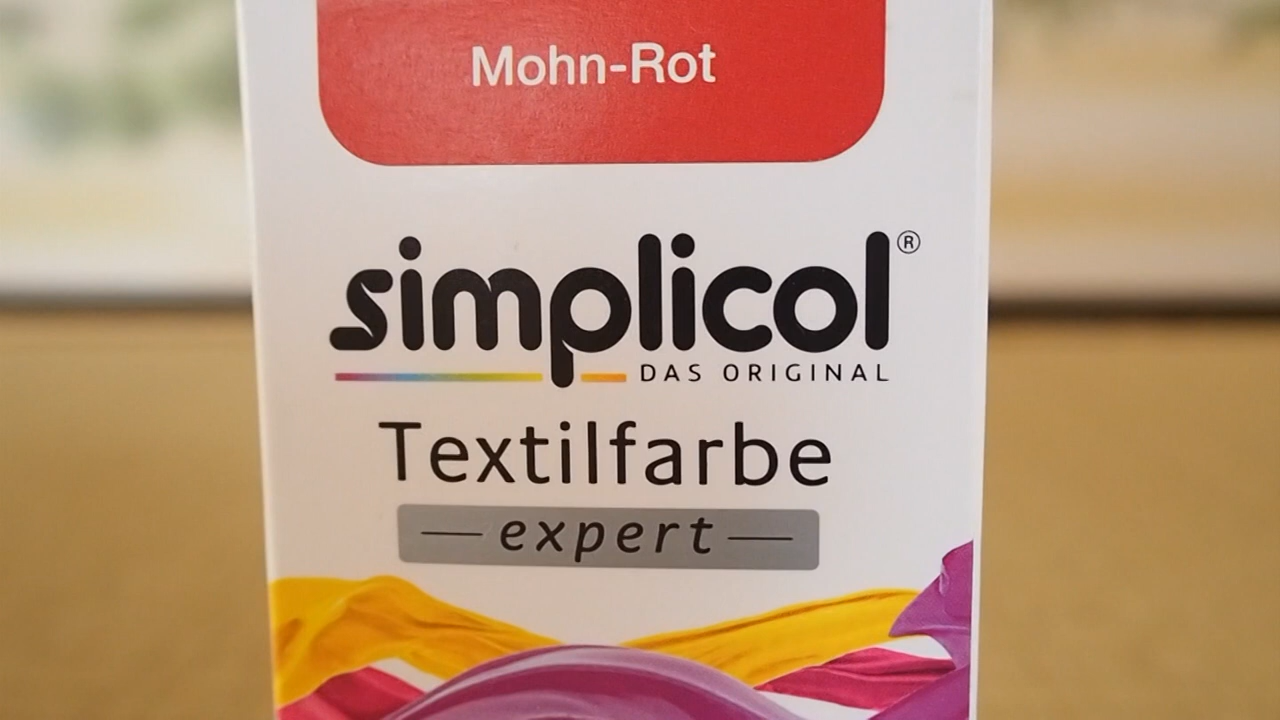 Mohn-Rot
simplicol®
DAS ORIGINAL
Textilfarbe
expert